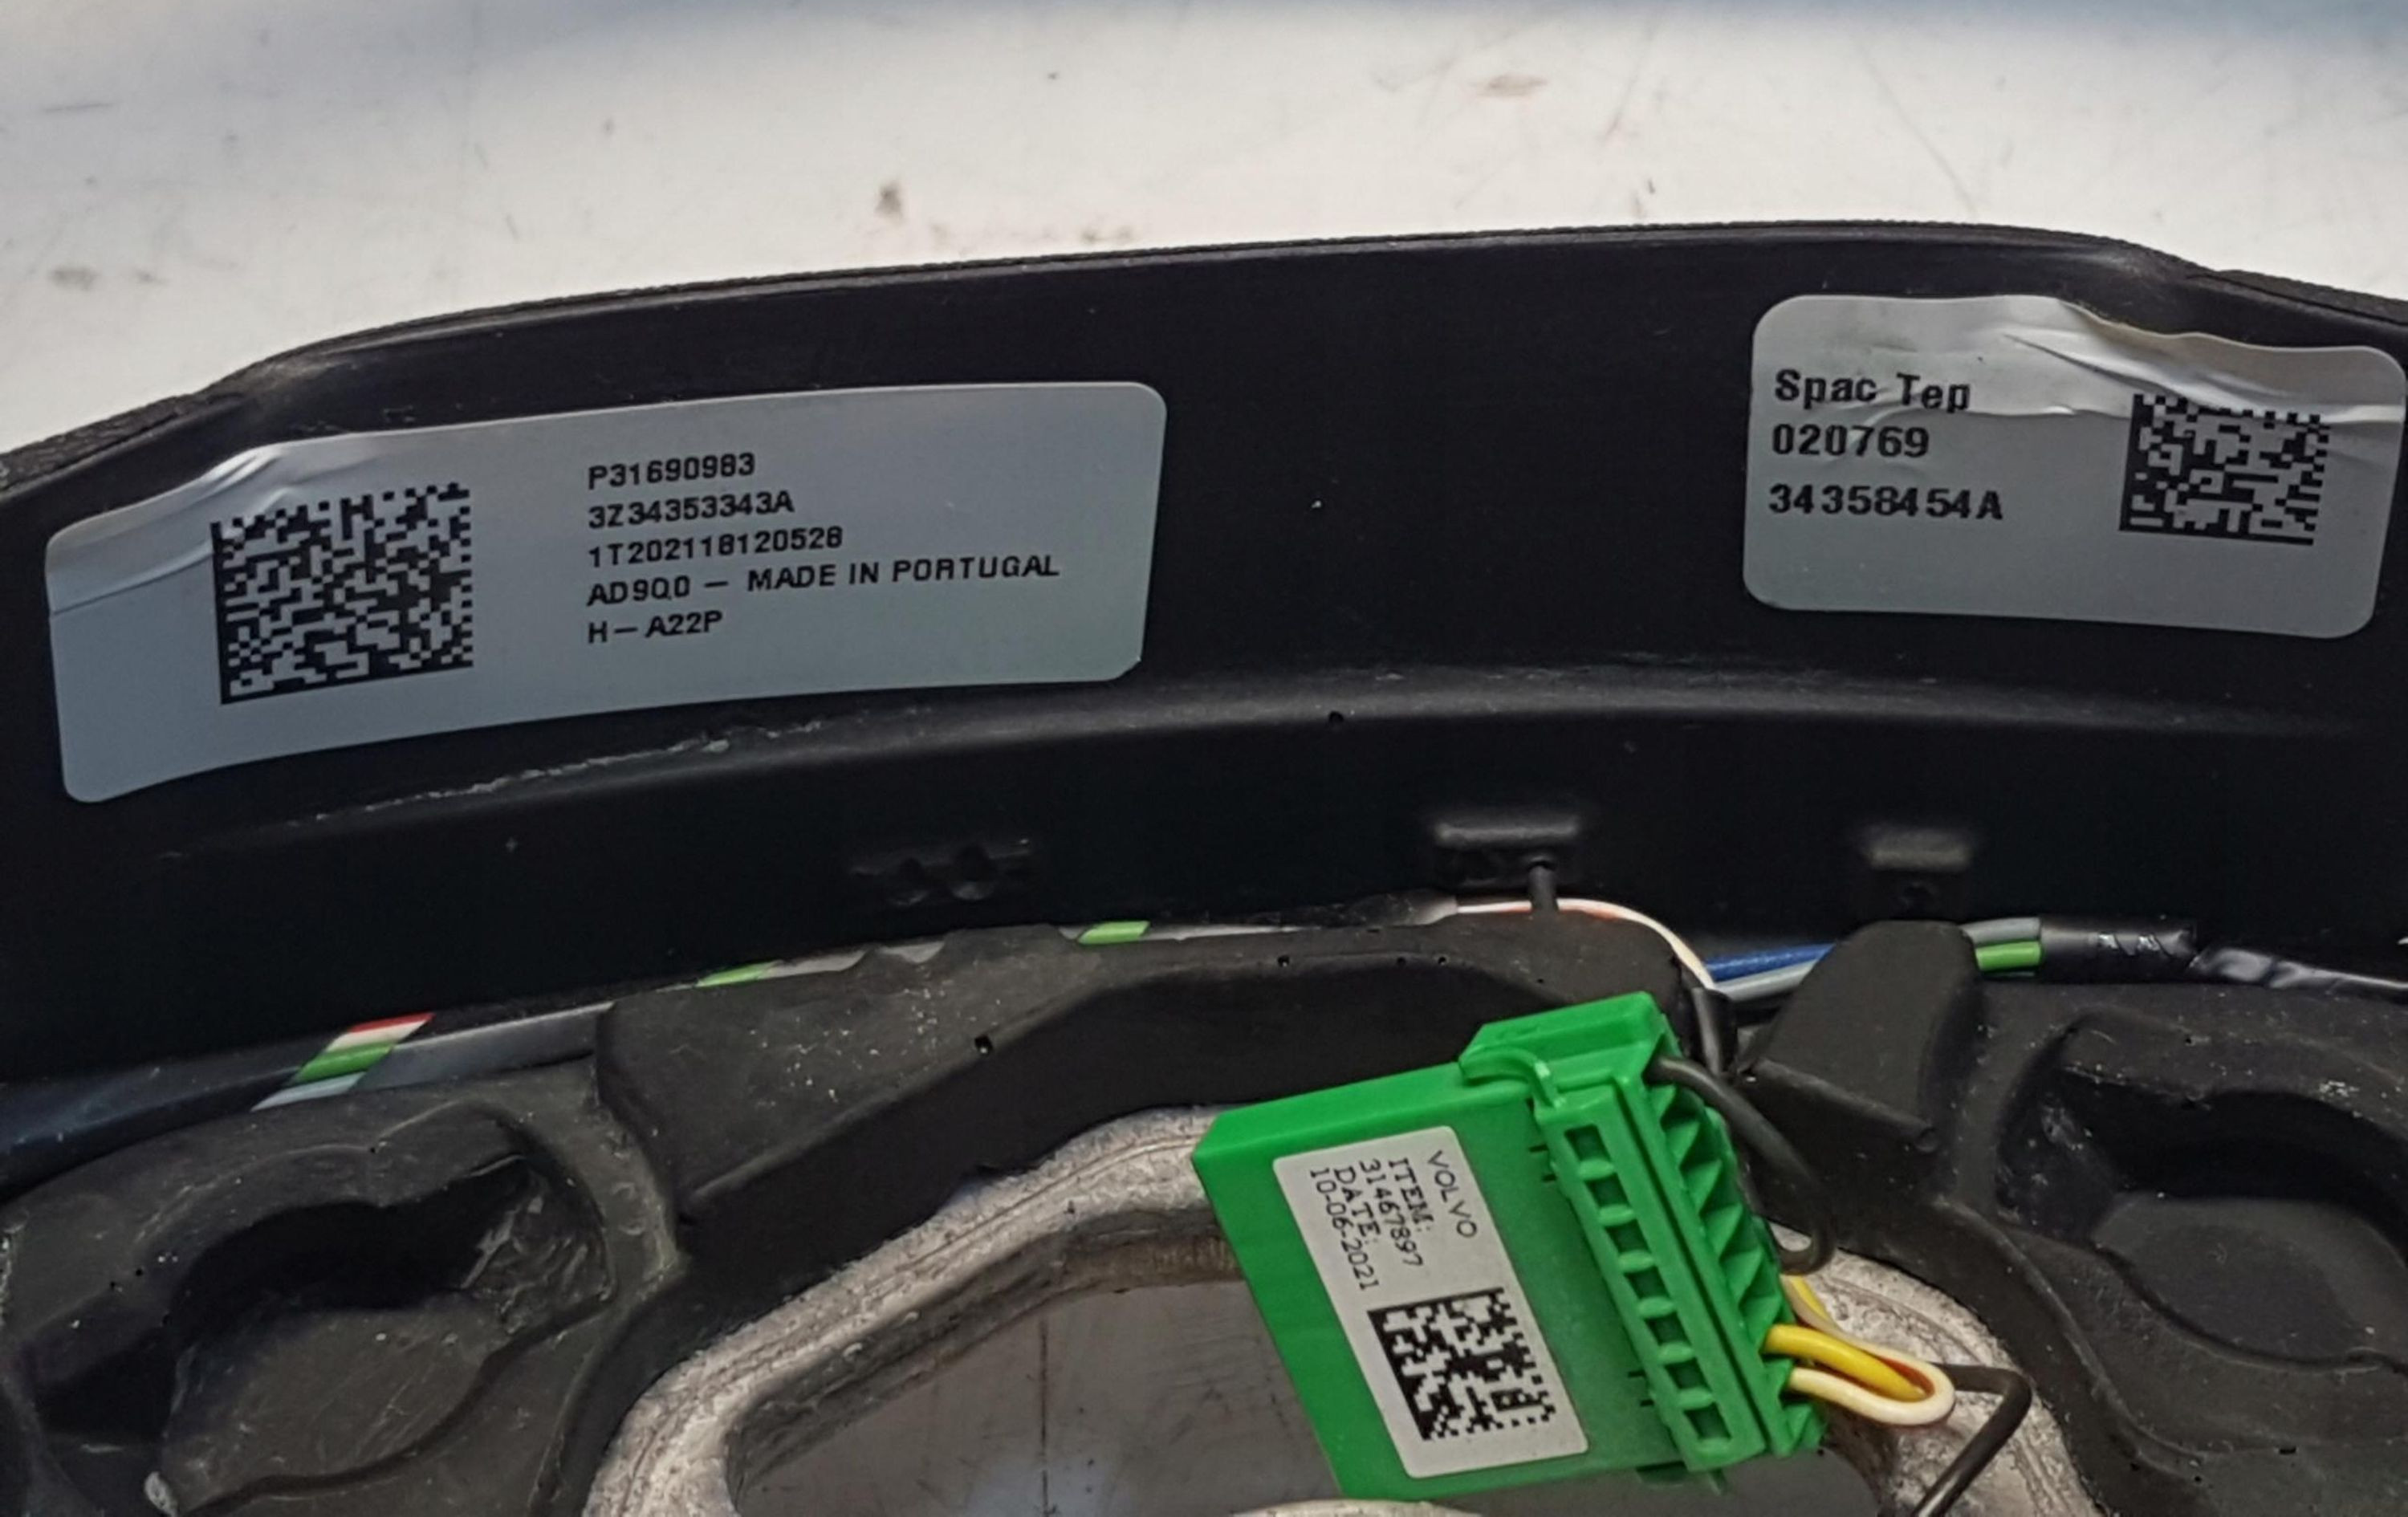 P31690983
3Z34353343A
1T202118120528
AD9Q0 – MADE IN PORTUGAL
H – A22P
Spac Tep
020769
34358454A
VOLVO
ITEM:
31467897
DATE:
10-06-2021